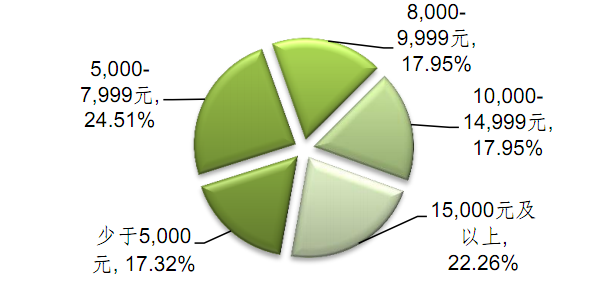 8,000-
9,999元,
17.95%
5,000-
7,999元,
24.51%
10,000-
14,999元,
17.95%
15,000元及
以上,
22.26%
少于5,000
元, 17.32%